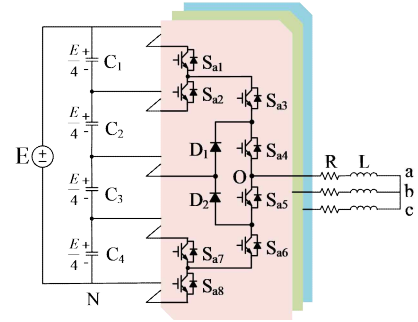 E
E/4 + - C1
E/4 + - C2
E/4 + - C3
E/4 + - C4
N
Sa1
Sa2
Sa3
D1
Sa4
O
D2
Sa5
Sa6
Sa7
Sa8
R L
a
b
c